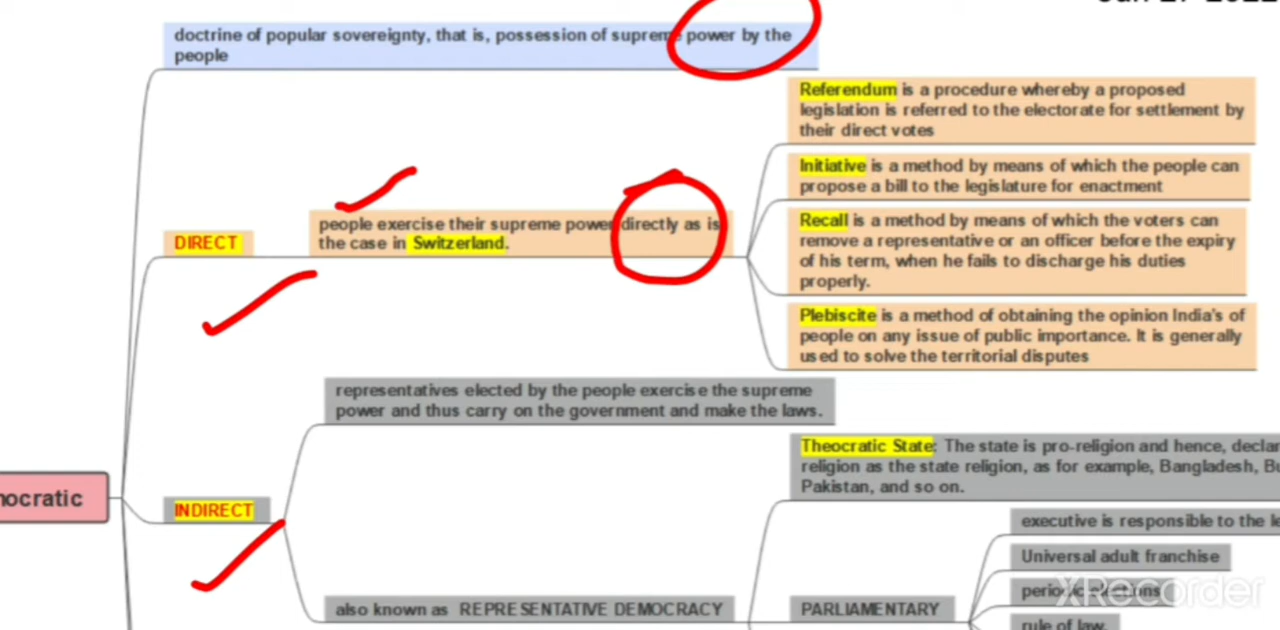 doctrine of popular sovereignty, that is, possession of supreme power by the
people
Referendum is a procedure whereby a proposed
legislation is referred to the electorate for settlement by
their direct votes
Initiative is a method by means of which the people can
propose a bill to the legislature for enactment
DIRECT
people exercise their supreme power directly as is
the case in Switzerland.
Recall is a method by means of which the voters can
remove a representative or an officer before the expiry
of his term, when he fails to discharge his duties
properly.
Plebiscite is a method of obtaining the opinion India's of
people on any issue of public importance. It is generally
used to solve the territorial disputes
representatives elected by the people exercise the supreme
power and thus carry on the government and make the laws.
Theocratic State: The state is pro-religion and hence,
religion as the state religion, as for example, Bangladesh,
Pakistan, and so on.
INDIRECT
executive is responsible to the
Universal adult franchise
periodic elections
rule of law.
also known as REPRESENTATIVE DEMOCRACY
PARLIAMENTARY
XRecorder